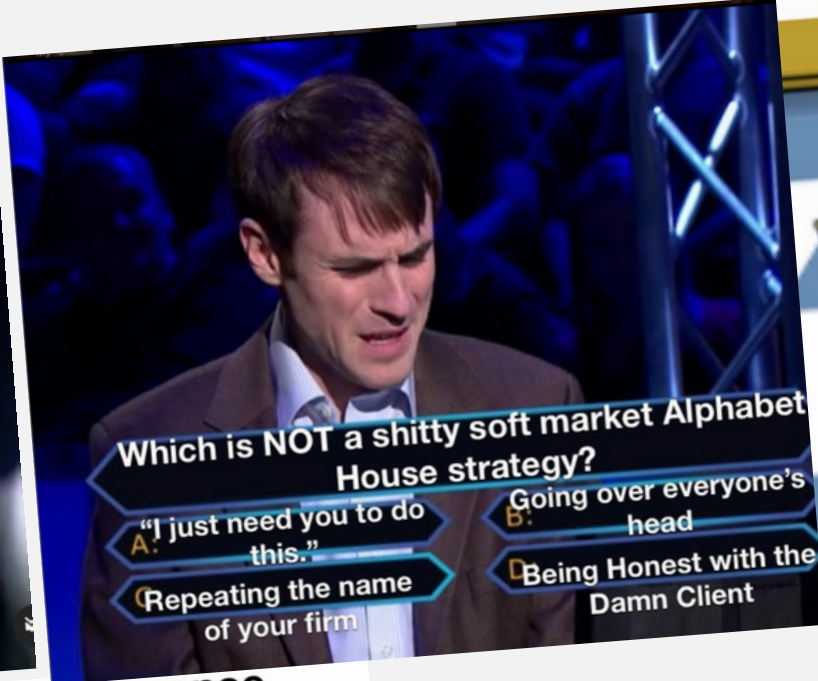 Which is NOT a shitty soft market Alphabet
House strategy?
A: “I just need you to do
this.”
B: Going over everyone’s
head
C: Repeating the name
of your firm
D: Being Honest with the
Damn Client